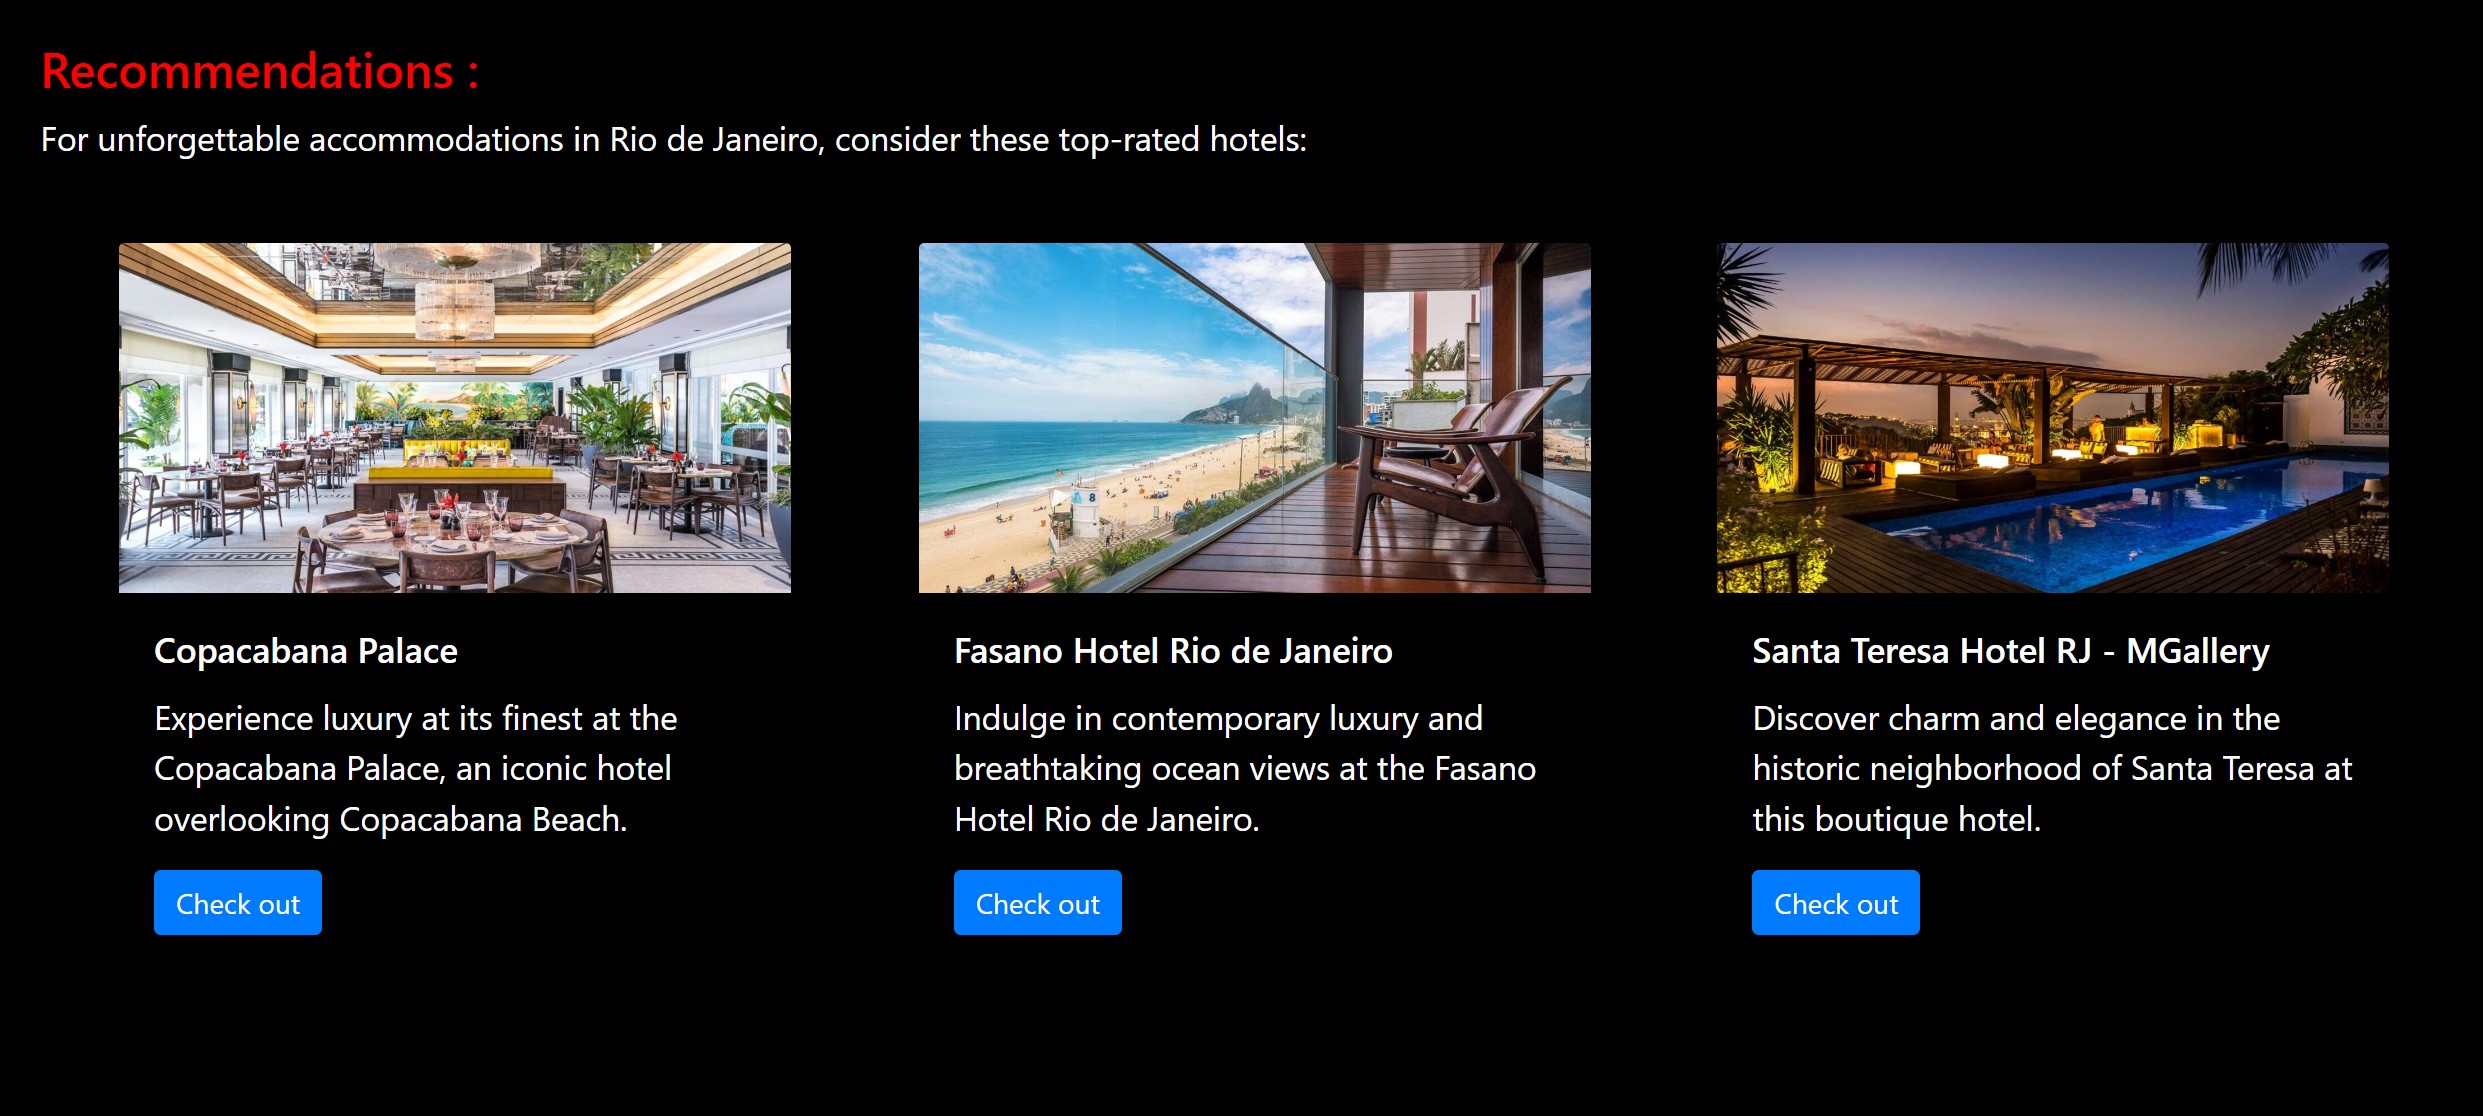 Recommendations :
For unforgettable accommodations in Rio de Janeiro, consider these top-rated hotels:
8
Copacabana Palace
Experience luxury at its finest at the
Copacabana Palace, an iconic hotel
overlooking Copacabana Beach.
Check out
Fasano Hotel Rio de Janeiro
Indulge in contemporary luxury and
breathtaking ocean views at the Fasano
Hotel Rio de Janeiro.
Check out
Santa Teresa Hotel RJ - MGallery
Discover charm and elegance in the
historic neighborhood of Santa Teresa at
this boutique hotel.
Check out